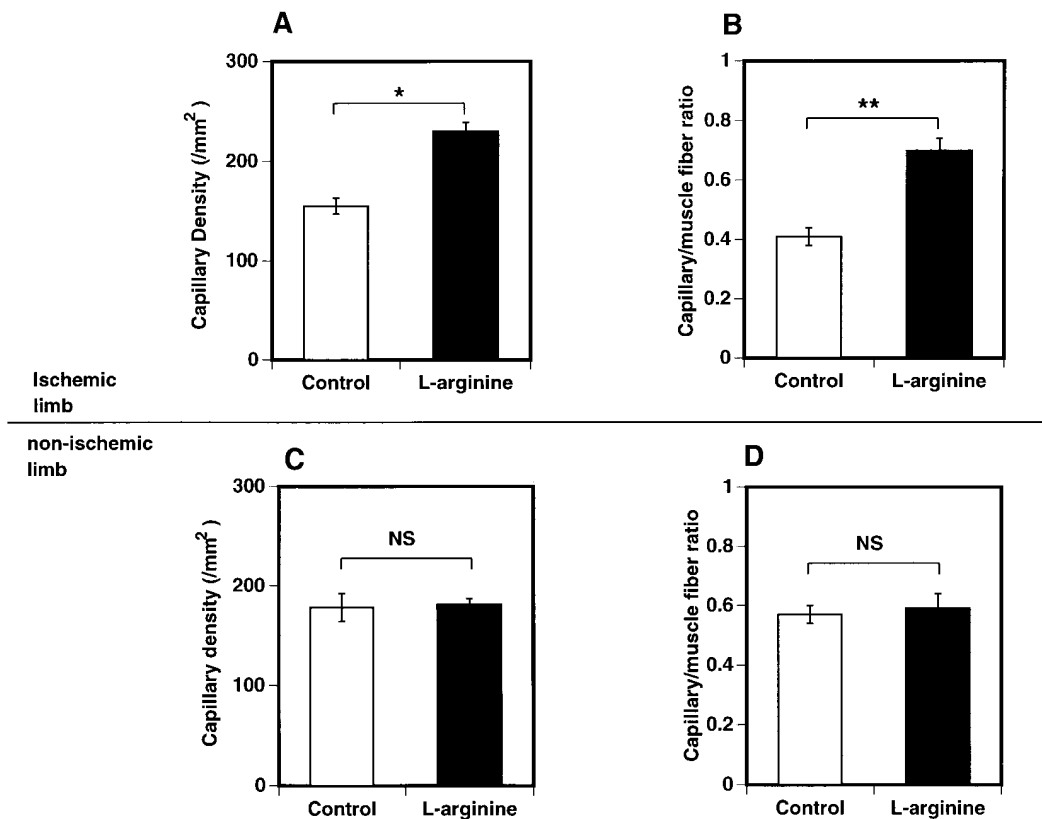 A
Capillary Density (/mm²)
300
200
100
0
*
Control
L-arginine
B
Capillary/muscle fiber ratio
1
0.8
0.6
0.4
0.2
0
**
Control
L-arginine
Ischemic
limb
non-ischemic
limb
C
Capillary density (/mm²)
300
200
100
0
NS
Control
L-arginine
D
Capillary/muscle fiber ratio
1
0.8
0.6
0.4
0.2
0
NS
Control
L-arginine